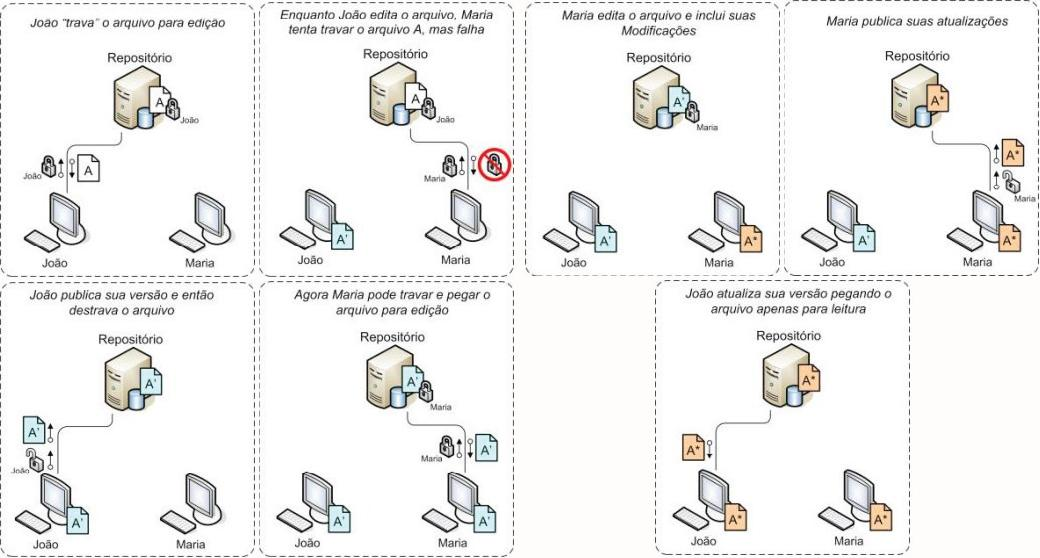 João "trava" o arquivo para edição
Repositório
A
João
João
A
João
Maria
Enquanto João edita o arquivo, Maria
tenta travar o arquivo A, mas falha
Repositório
A
João
Maria
A'
João
Maria
Maria edita o arquivo e inclui suas
Modificações
Repositório
A'
Maria
A'
A*
João
Maria
Maria publica suas atualizações
Repositório
A*
A*
Maria
A'
A*
João
Maria
João publica sua versão e então
destrava o arquivo
Repositório
A'
A'
João
A'
João
Maria
Agora Maria pode travar e pegar o
arquivo para edição
Repositório
A'
Maria
Maria
A'
A'
A'
João
Maria
João atualiza sua versão pegando o
arquivo apenas para leitura
Repositório
A*
A*
A*
A*
João
Maria